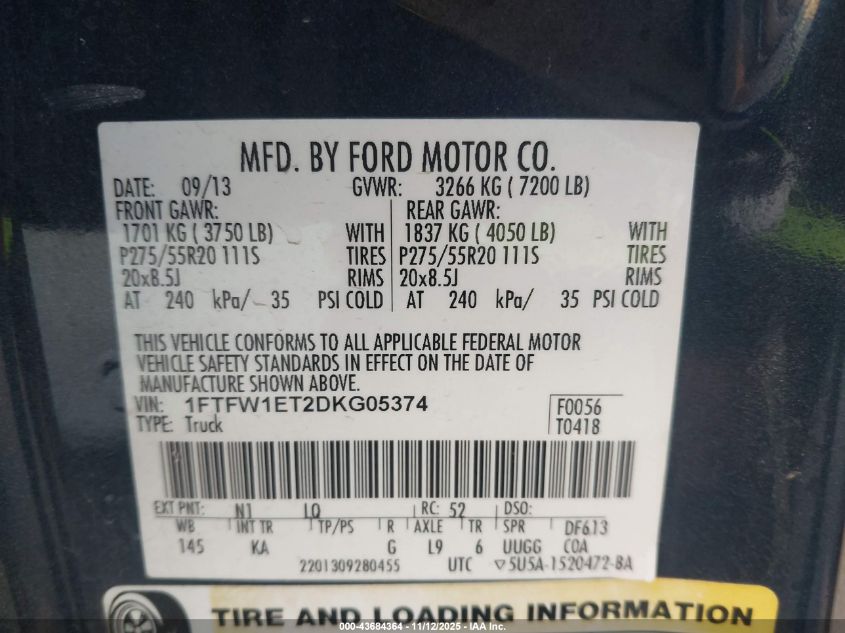 MFD. BY FORD MOTOR CO.
DATE: 09/13 GVWR: 3266 KG ( 7200 LB)
FRONT GAWR: REAR GAWR:
1701 KG ( 3750 LB) WITH 1837 KG ( 4050 LB) WITH
P275/55R20 111S TIRES P275/55R20 111S TIRES
20x8.5J RIMS 20x8.5J RIMS
AT 240 kPa/ 35 PSI COLD AT 240 kPa/ 35 PSI COLD
THIS VEHICLE CONFORMS TO ALL APPLICABLE FEDERAL MOTOR
VEHICLE SAFETY STANDARDS IN EFFECT ON THE DATE OF
MANUFACTURE SHOWN ABOVE.
VIN: 1FTFW1ET2DKG05374 F0056
TYPE: Truck T0418
EXT PNT: N1 LQ RC: 52 DSO:
WB INT TR TP/PS R AXLE TR SPR DF613
145 KA G L9 6 UUGG COA
2201309280455 UTC ▽5U5A-1520472-BA
TIRE AND LOADING INFORMATION
000-43684364 - 11/12/2025 - IAA Inc.